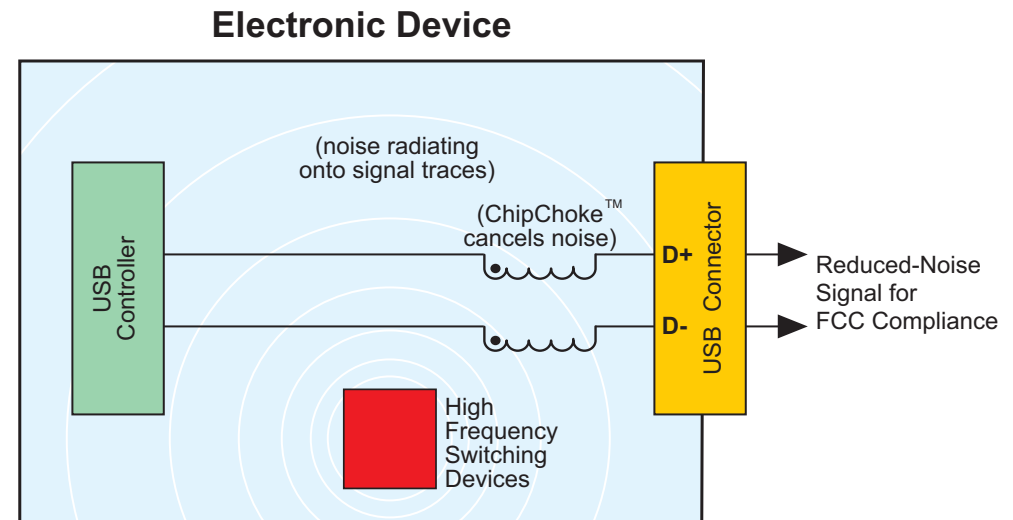 Electronic Device
(noise radiating
onto signal traces)
(ChipChoke™
cancels noise)
USB
Controller
D+
D-
USB Connector
Reduced-Noise
Signal for
FCC Compliance
High
Frequency
Switching
Devices